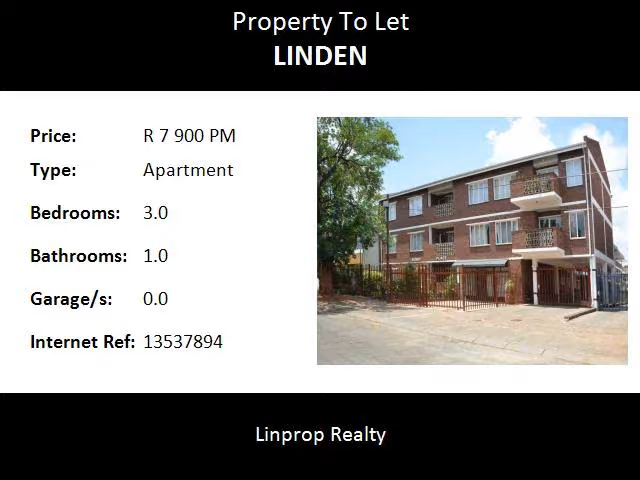 Property To Let
LINDEN
Price: R 7 900 PM
Type: Apartment
Bedrooms: 3.0
Bathrooms: 1.0
Garage/s: 0.0
Internet Ref: 13537894
PLACE
Linprop Realty